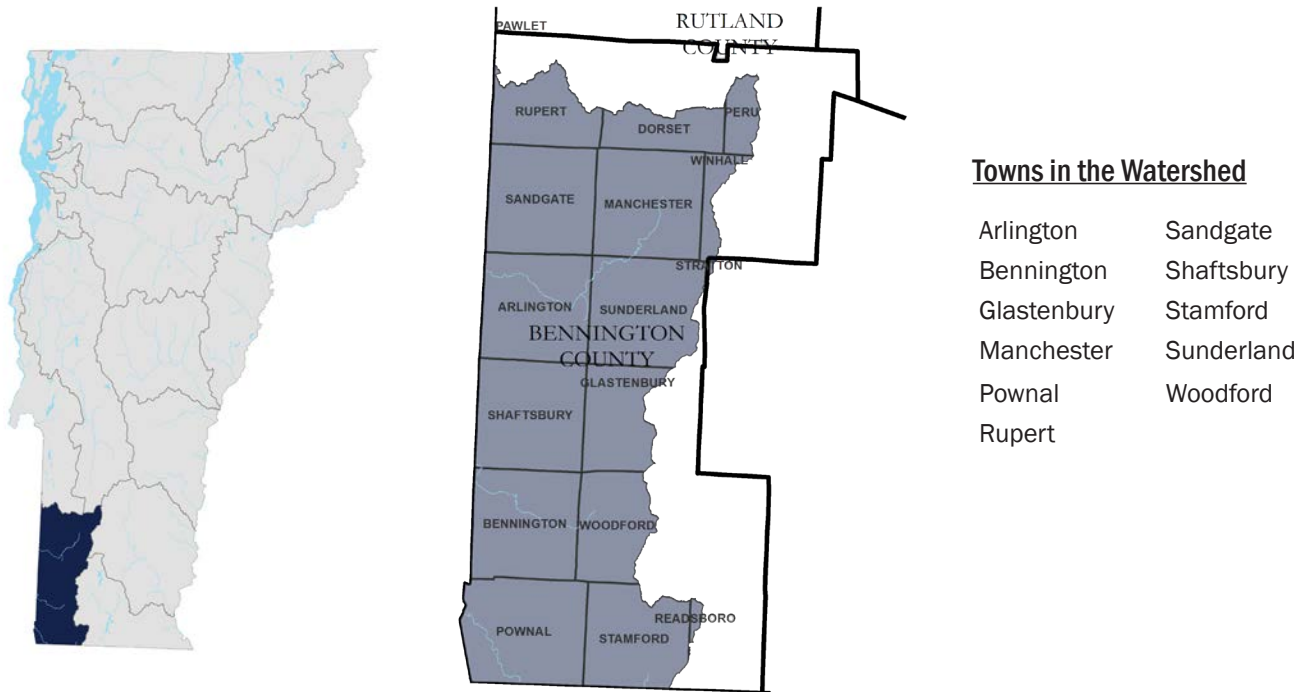 PAWLET
RUTLAND
COUNTY
RUPERT
DORSET
PERU
WINHALL
SANDGATE
MANCHESTER
STRATTON
ARLINGTON
SUNDERLAND
BENNINGTON
COUNTY
GLASTENBURY
SHAFTSBURY
BENNINGTON
WOODFORD
READSBORO
POWNAL
STAMFORD
Towns in the Watershed
Arlington
Bennington
Glastenbury
Manchester
Pownal
Rupert
Sandgate
Shaftsbury
Stamford
Sunderland
Woodford